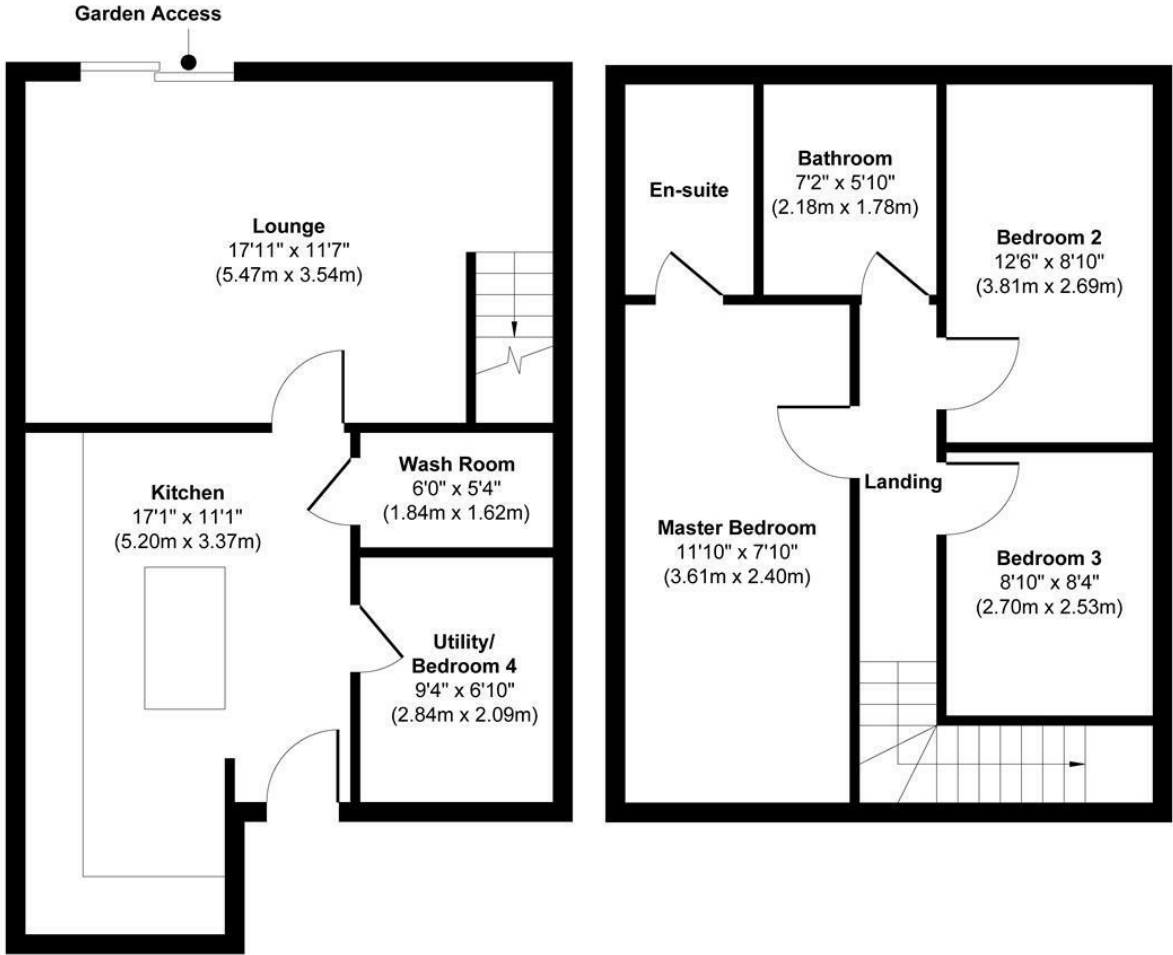 Garden Access
Lounge
17'11" x 11'7"
(5.47m x 3.54m)
Kitchen
17'1" x 11'1"
(5.20m x 3.37m)
Wash Room
6'0" x 5'4"
(1.84m x 1.62m)
Utility/
Bedroom 4
9'4" x 6'10"
(2.84m x 2.09m)
En-suite
Bathroom
7'2" x 5'10"
(2.18m x 1.78m)
Bedroom 2
12'6" x 8'10"
(3.81m x 2.69m)
Landing
Master Bedroom
11'10" x 7'10"
(3.61m x 2.40m)
Bedroom 3
8'10" x 8'4"
(2.70m x 2.53m)